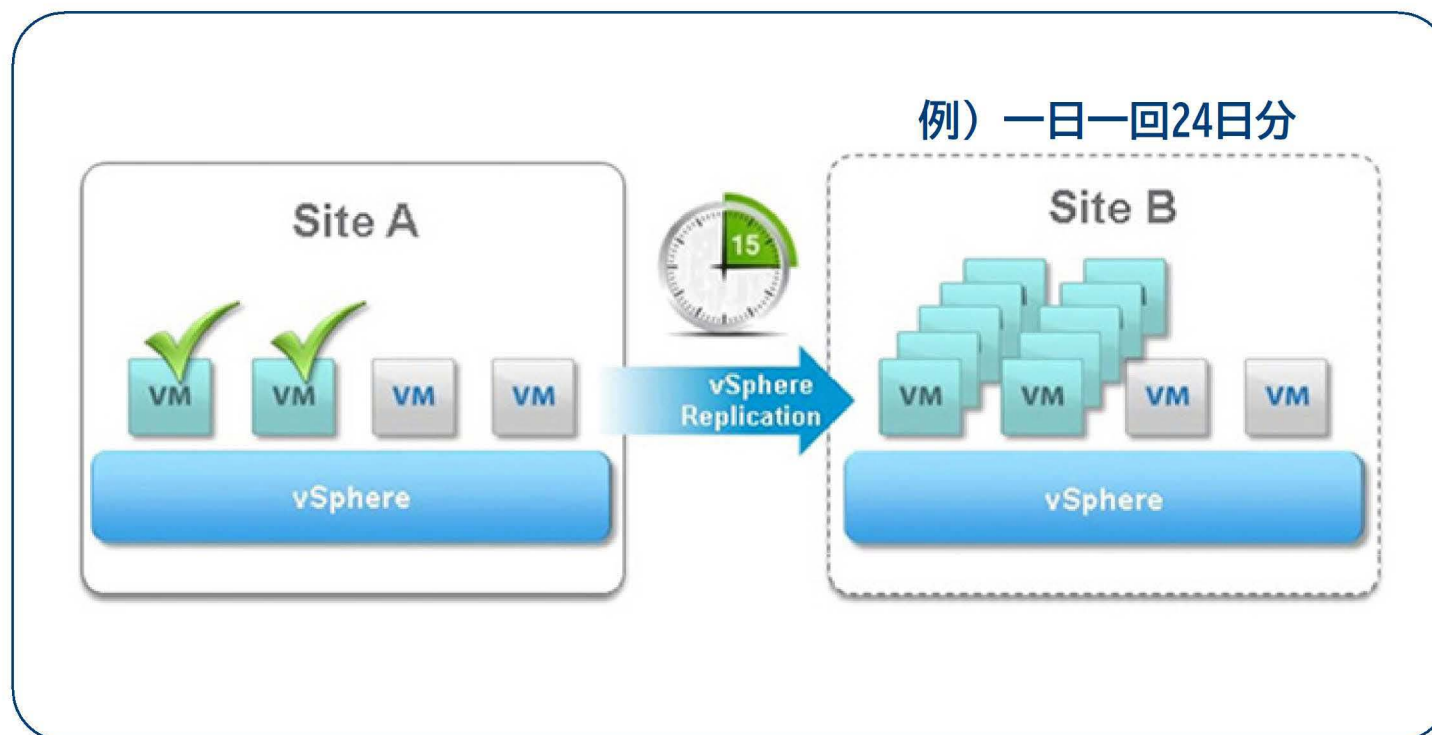 例）一日一回24日分
Site A
15
Site B
VM
VM
VM
VM
vSphere
Replication
VM
VM
VM
VM
vSphere
vSphere